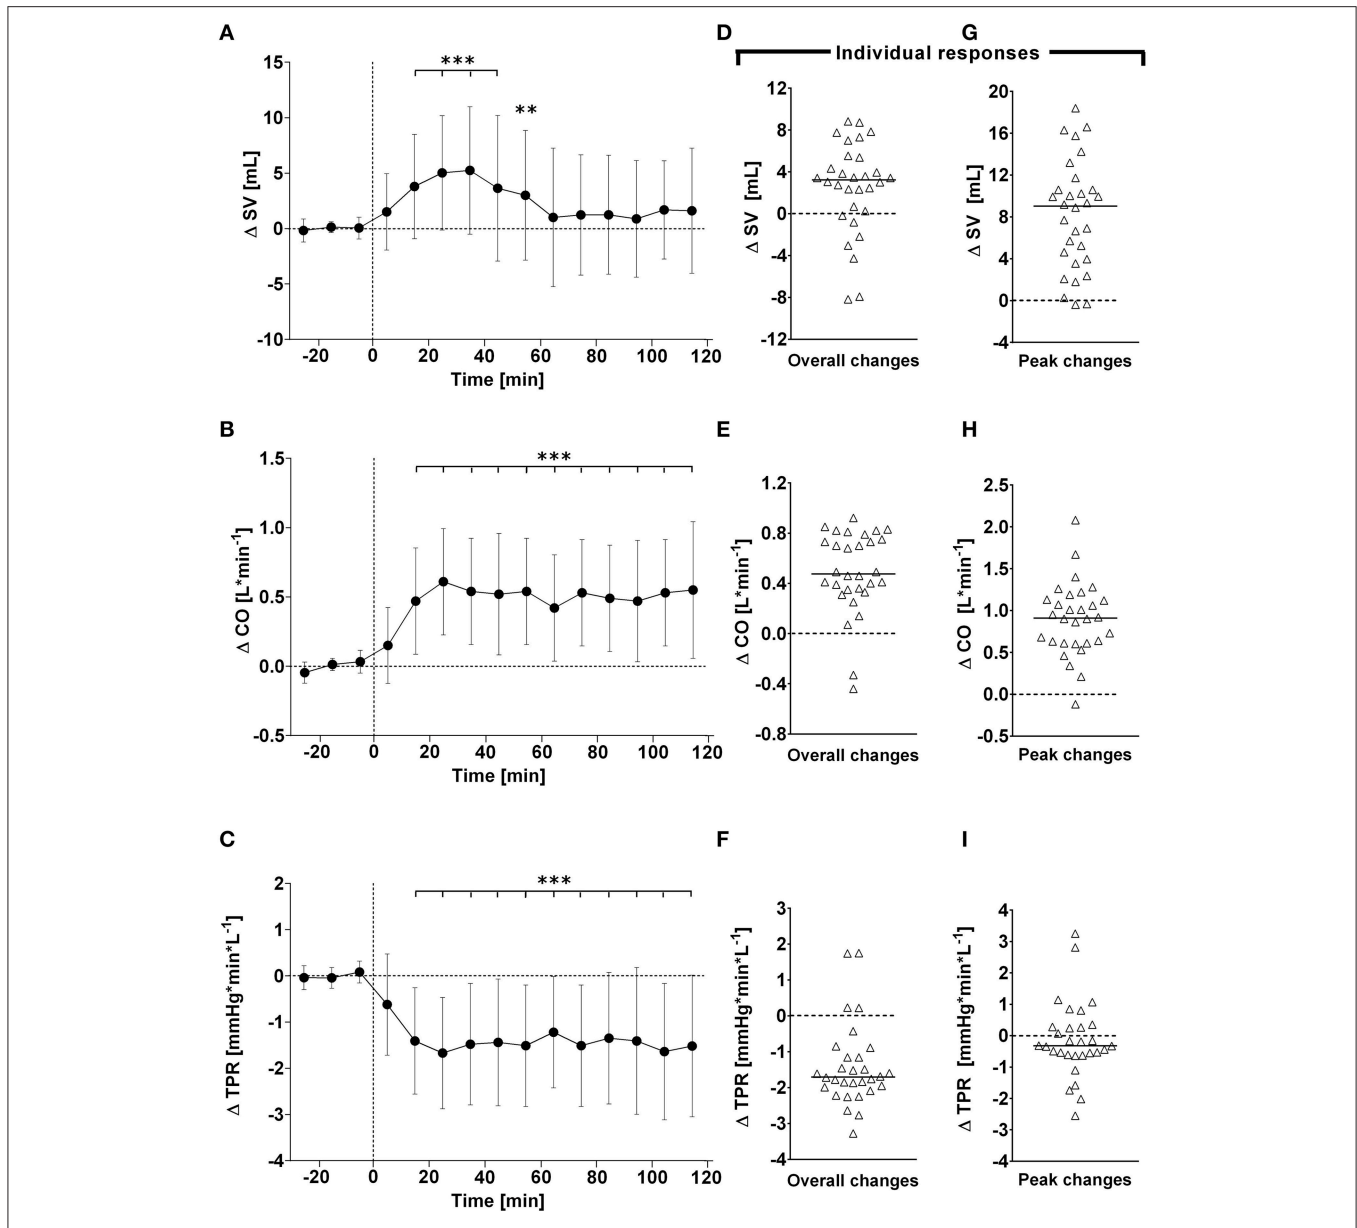 A
D
G
Individual responses
15
10
5
0
-5
-10
***
**
Δ SV [mL]
-20 0 20 40 60 80 100 120
Time [min]
12
8
4
0
-4
-8
-12
Δ SV [mL]
Overall changes
20
16
12
8
4
0
-4
Δ SV [mL]
Peak changes
B
E
H
1.5
1.0
0.5
0.0
-0.5
***
Δ CO [L*min⁻¹]
-20 0 20 40 60 80 100 120
Time [min]
1.2
0.8
0.4
0.0
-0.4
-0.8
Δ CO [L*min⁻¹]
Overall changes
2.5
2.0
1.5
1.0
0.5
0.0
-0.5
Δ CO [L*min⁻¹]
Peak changes
C
F
I
2
1
0
-1
-2
-3
-4
***
Δ TPR [mmHg*min*L⁻¹]
-20 0 20 40 60 80 100 120
Time [min]
3
2
1
0
-1
-2
-3
-4
Δ TPR [mmHg*min*L⁻¹]
Overall changes
4
3
2
1
0
-1
-2
-3
-4
Δ TPR [mmHg*min*L⁻¹]
Peak changes